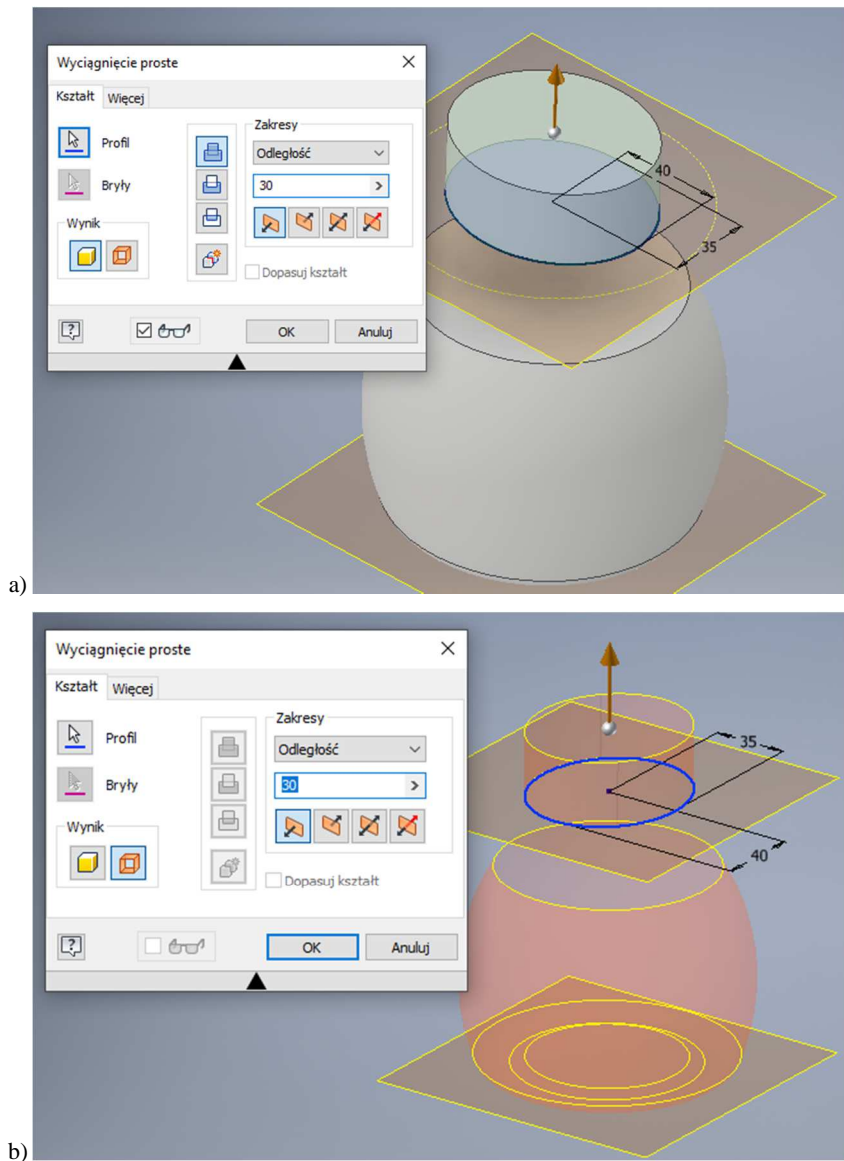 Wyciągnięcie proste
Kształt Więcej
Profil
Bryły
Wynik
Zakresy
Odległość
30
Dopasuj kształt
OK Anuluj
40
35
a)
Wyciągnięcie proste
Kształt Więcej
Profil
Bryły
Wynik
Zakresy
Odległość
30
Dopasuj kształt
OK Anuluj
35
40
b)